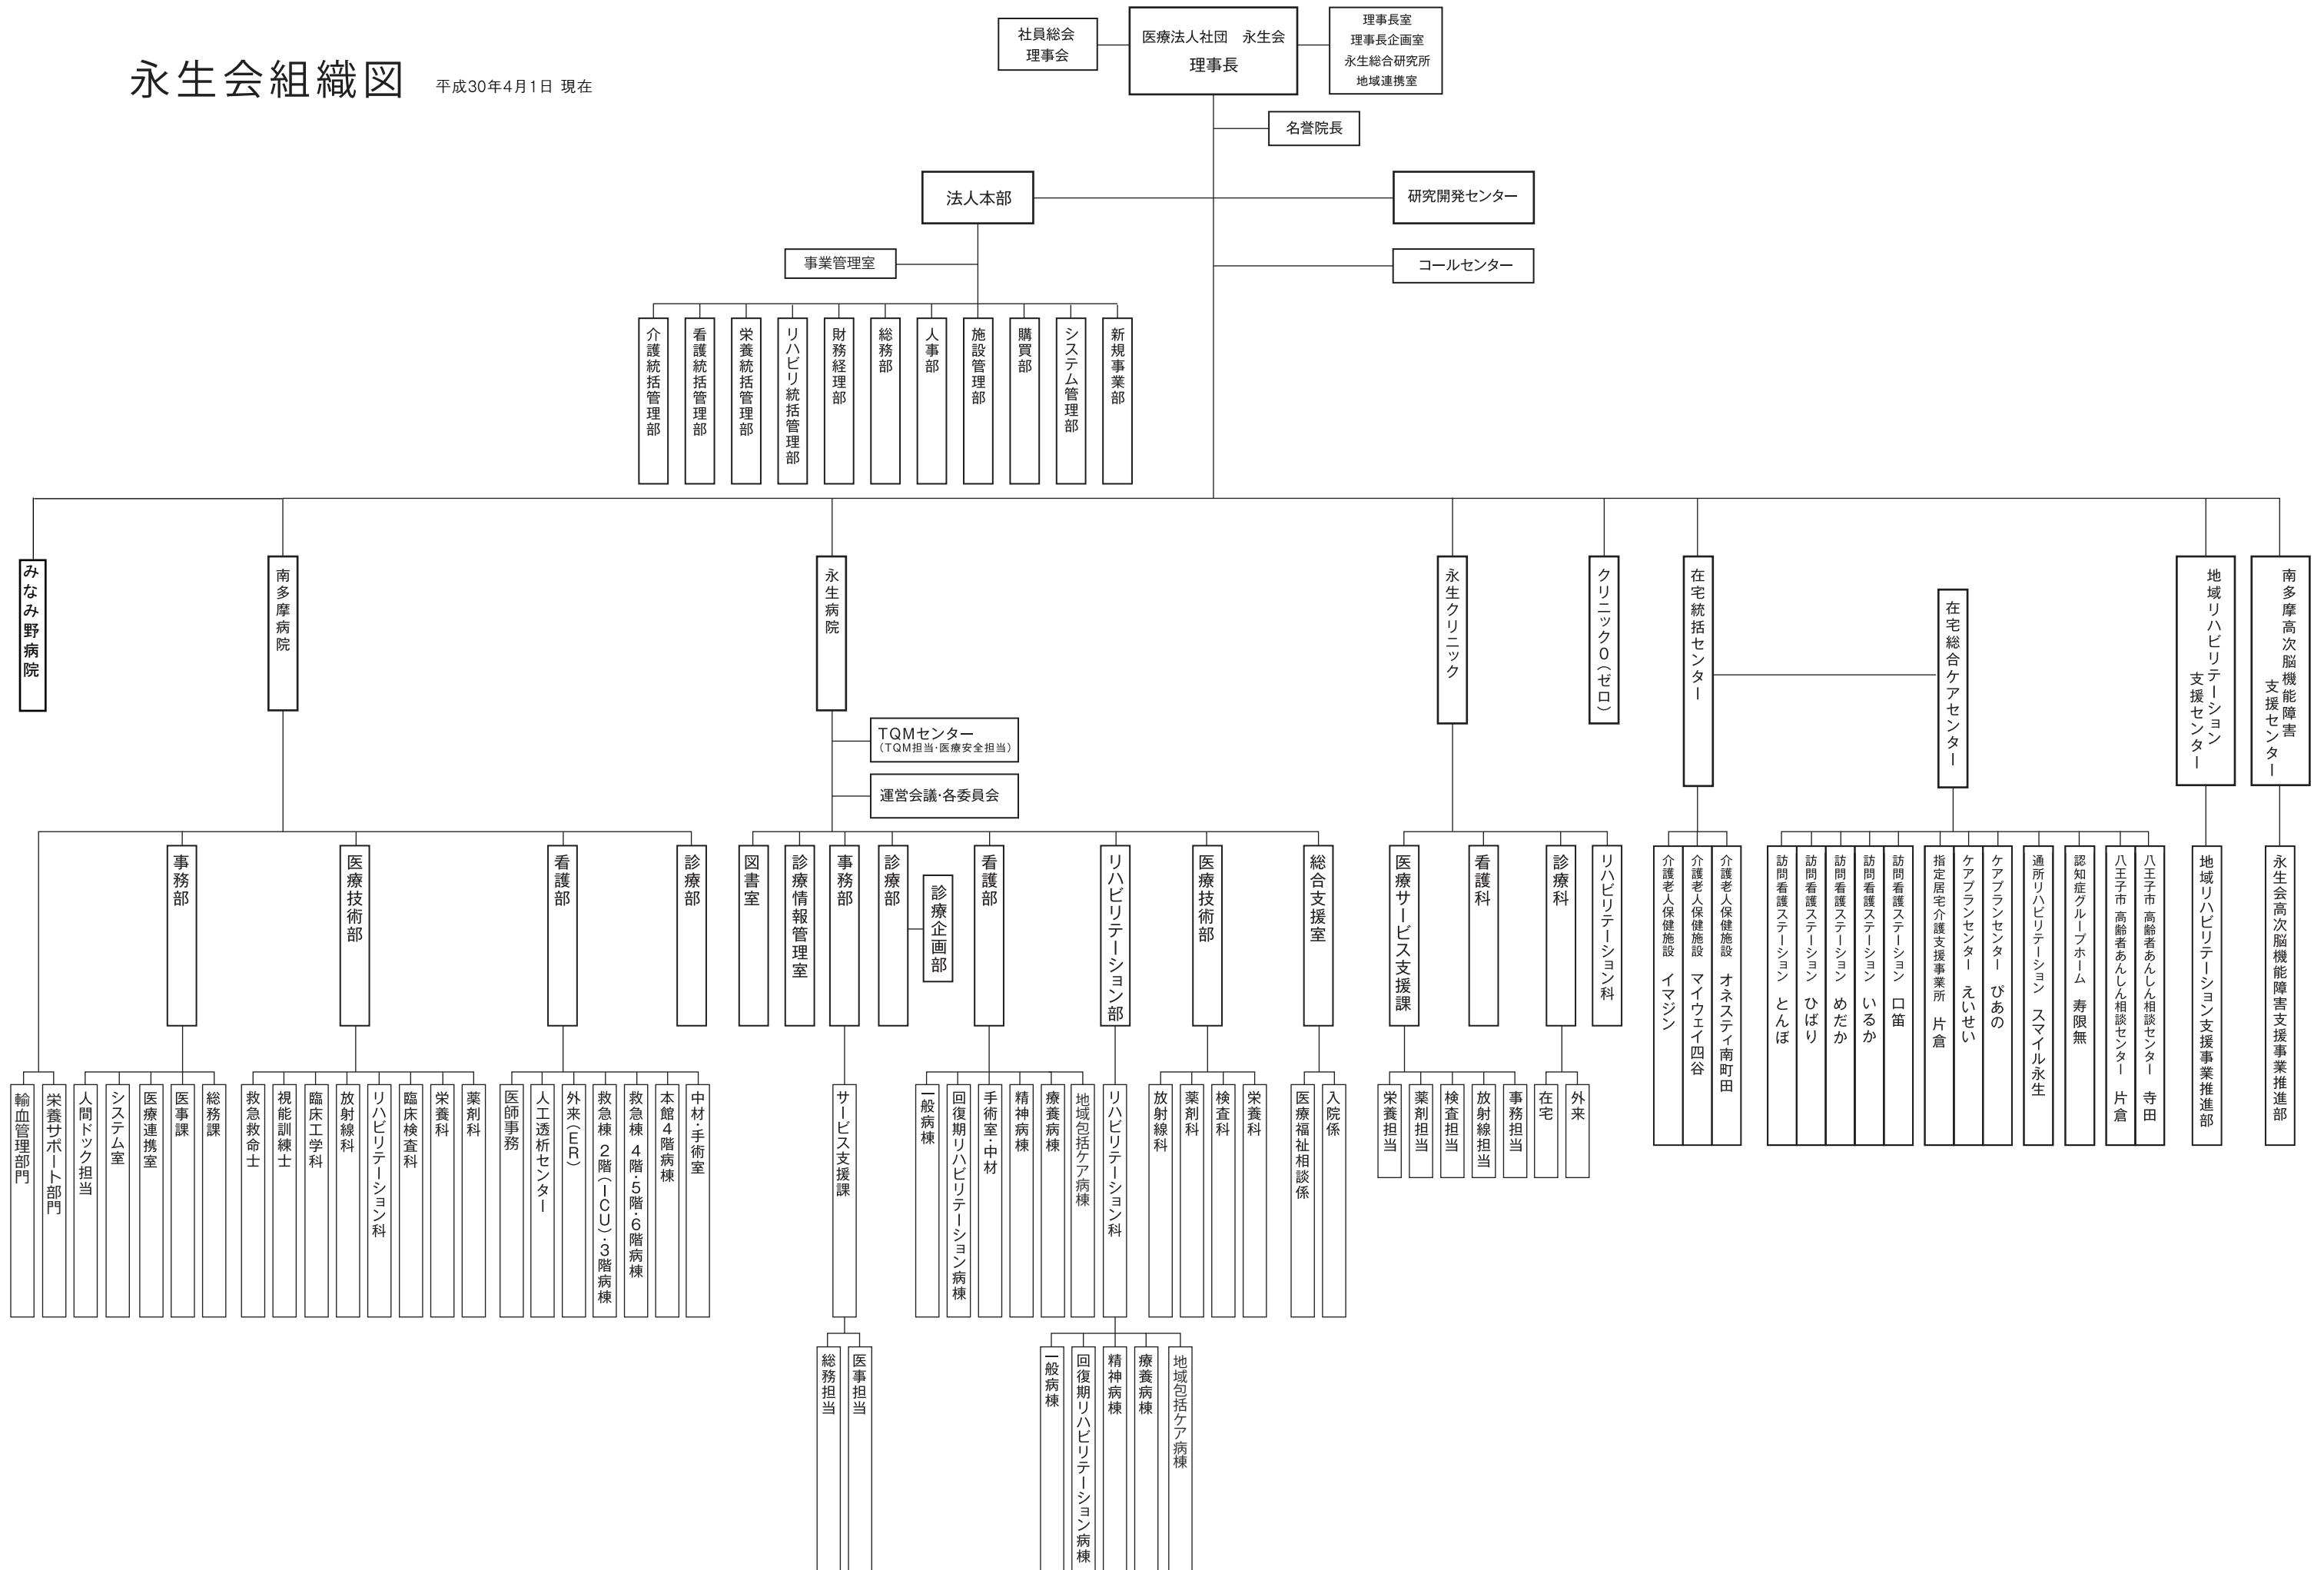 永生会組織図 平成30年4月1日 現在
社員総会
理事会
医療法人社団 永生会
理事長
理事長室
理事長企画室
永生総合研究所
地域連携室
名誉院長
法人本部
研究開発センター
事業管理室
コールセンター
介護統括管理部
看護統括管理部
栄養統括管理部
リハビリ統括管理部
財務経理部
総務部
人事部
施設管理部
購買部
システム管理部
新規事業部
みなみ野病院
南多摩病院
永生病院
永生クリニック
クリニック0(ゼロ)
在宅統括センター
在宅総合ケアセンター
地域リハビリテーション
支援センター
南多摩高次脳機能障害
支援センター
TQMセンター
(TQM担当・医療安全担当)
運営会議・各委員会
事務部
医療技術部
看護部
診療部
図書室
診療情報管理室
事務部
診療部
診療企画部
看護部
リハビリテーション部
医療技術部
総合支援室
医療サービス支援課
看護科
診療科
リハビリテーション科
介護老人保健施設 イマジン
介護老人保健施設 マイウェイ四谷
介護老人保健施設 オネスティ南町田
訪問看護ステーション とんぼ
訪問看護ステーション ひばり
訪問看護ステーション めだか
訪問看護ステーション いるか
訪問看護ステーション 口笛
指定居宅介護支援事業所 片倉
ケアプランセンター えいせい
ケアプランセンター ぴあの
通所リハビリテーション スマイル永生
認知症グループホーム 寿限無
八王子市 高齢者あんしん相談センター 片倉
八王子市 高齢者あんしん相談センター 寺田
地域リハビリテーション支援事業推進部
永生会高次脳機能障害支援事業推進部
輸血管理部門
栄養サポート部門
人間ドック担当
システム室
医療連携室
医事課
総務課
救急救命士
視能訓練士
臨床工学科
放射線科
リハビリテーション科
臨床検査科
栄養科
薬剤科
医師事務
人工透析センター
外来(ER)
救急棟 2階(ICU)・3階病棟
救急棟 4階・5階・6階病棟
本館4階病棟
中材・手術室
サービス支援課
一般病棟
回復期リハビリテーション病棟
手術室・中材
精神病棟
療養病棟
地域包括ケア病棟
リハビリテーション科
放射線科
薬剤科
検査科
栄養科
医療福祉相談係
入院係
栄養担当
薬剤担当
検査担当
放射線担当
事務担当
在宅
外来
総務担当
医事担当
一般病棟
回復期リハビリテーション病棟
精神病棟
療養病棟
地域包括ケア病棟